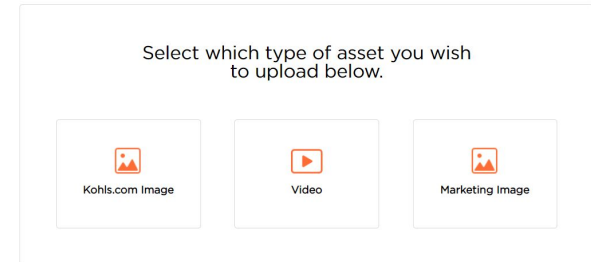 Select which type of asset you wish
to upload below.
Kohls.com Image
Video
Marketing Image